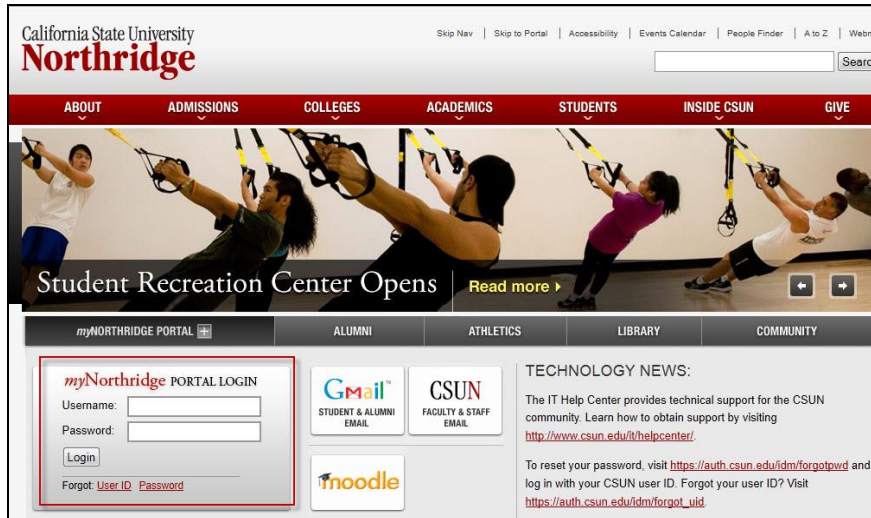 California State University
Northridge
Skip Nav | Skip to Portal | Accessibility | Events Calendar | People Finder | A to Z |
ABOUT ADMISSIONS COLLEGES ACADEMICS STUDENTS INSIDE CSUN GIVE
Student Recreation Center Opens Read more
myNORTHRIDGE PORTAL + ALUMNI ATHLETICS LIBRARY COMMUNITY
myNorthridge PORTAL LOGIN
Username:
Password:
Login
Forgot: User ID Password
Gmail™
STUDENT & ALUMNI
EMAIL
CSUN
FACULTY & STAFF
EMAIL
moodle
TECHNOLOGY NEWS:
The IT Help Center provides technical support for the CSUN
community. Learn how to obtain support by visiting
http://www.csun.edu/it/helpcenter/.
To reset your password, visit https://auth.csun.edu/idm/forgotpwd and
log in with your CSUN user ID. Forgot your user ID? Visit
https://auth.csun.edu/idm/forgot_uid.